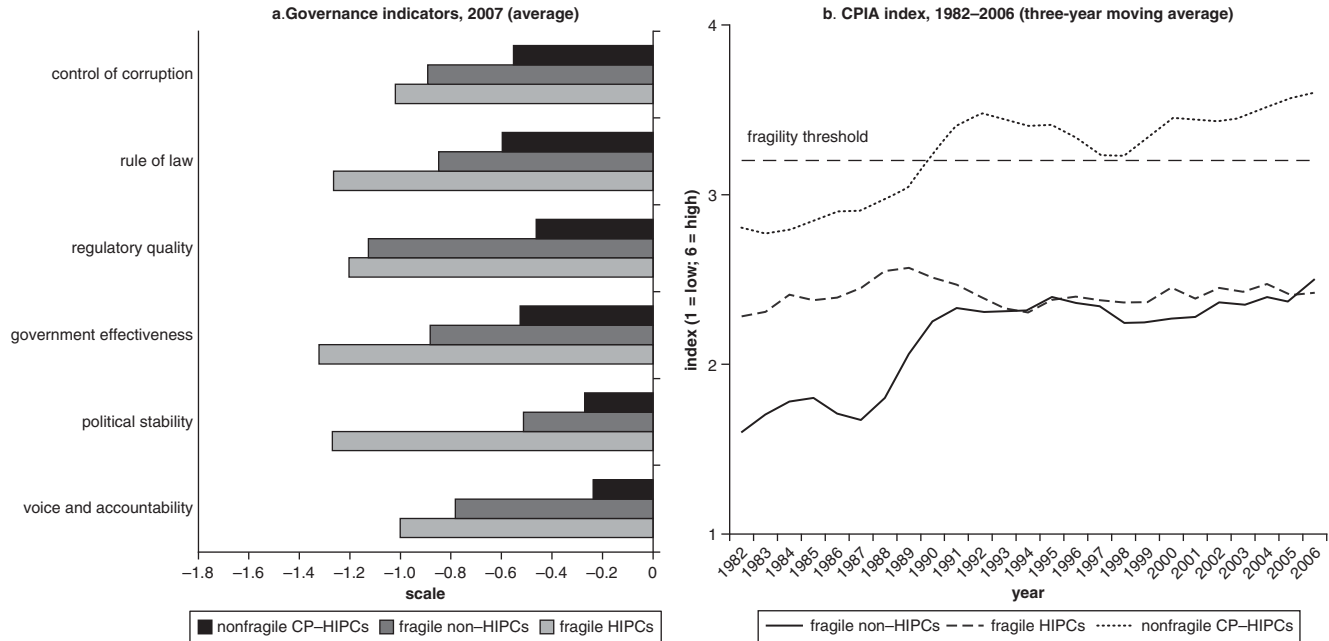 a.Governance indicators, 2007 (average)
control of corruption
rule of law
regulatory quality
government effectiveness
political stability
voice and accountability
–1.8 –1.6 –1.4 –1.2 –1.0 –0.8 –0.6 –0.4 –0.2 0
scale
nonfragile CP–HIPCs fragile non–HIPCs fragile HIPCs
b. CPIA index, 1982–2006 (three-year moving average)
index (1 = low; 6 = high)
4
3
2
1
fragility threshold
1982 1983 1984 1985 1986 1987 1988 1989 1990 1991 1992 1993 1994 1995 1996 1997 1998 1999 2000 2001 2002 2003 2004 2005 2006
year
fragile non–HIPCs fragile HIPCs nonfragile CP–HIPCs